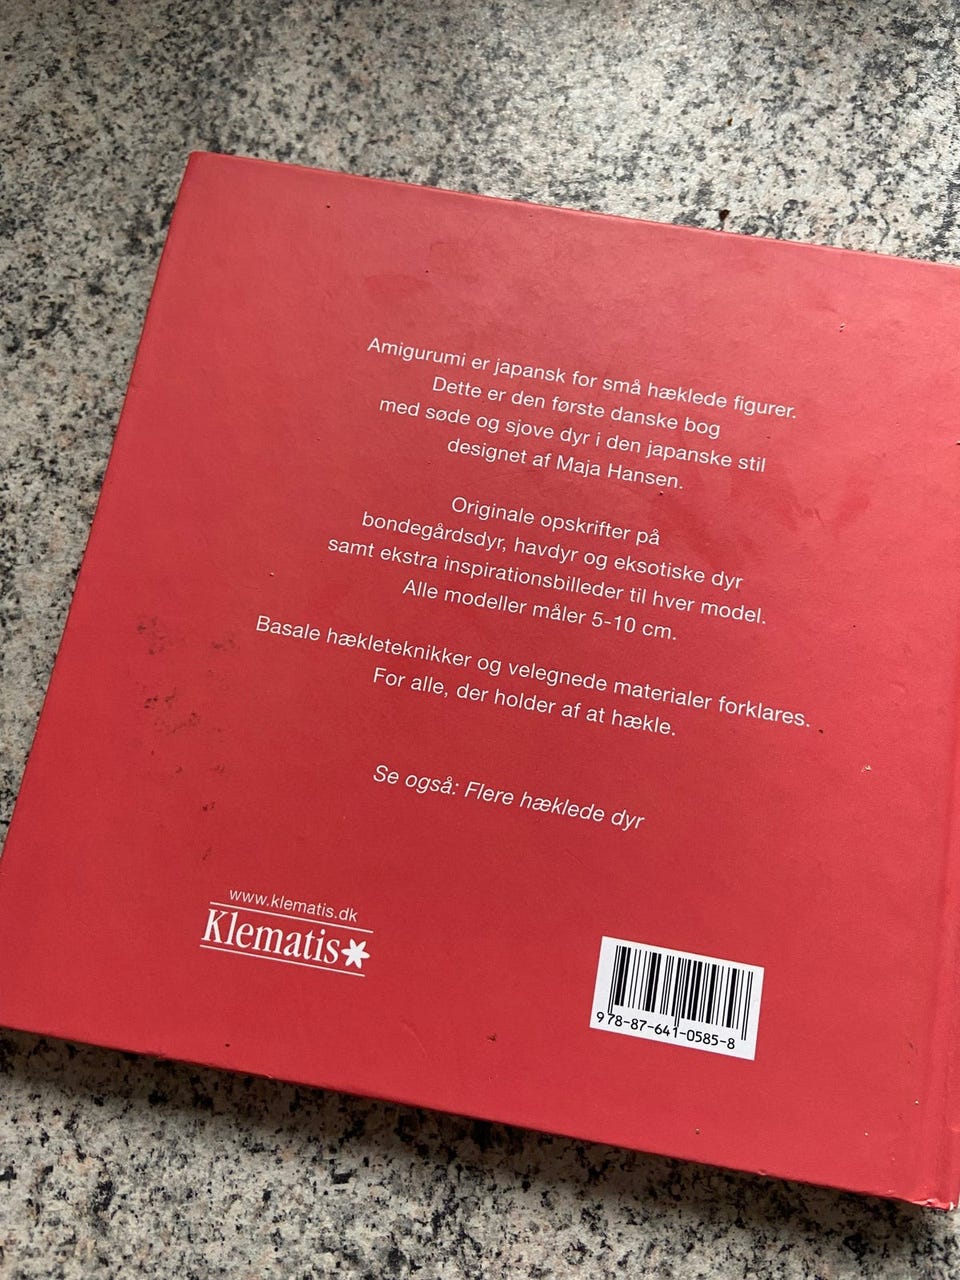 Amigurumi er japansk for små hæklede figurer.
Dette er den første danske bog
med søde og sjove dyr i den japanske stil
designet af Maja Hansen.
Originale opskrifter på
bondegårdsdyr, havdyr og eksotiske dyr
samt ekstra inspirationsbilleder til hver model.
Alle modeller måler 5-10 cm.
Basale hækleteknikker og velegnede materialer forklares.
For alle, der holder af at hækle.
Se også: Flere hæklede dyr
www.klematis.dk
Klematis
978-87-641-0585-8